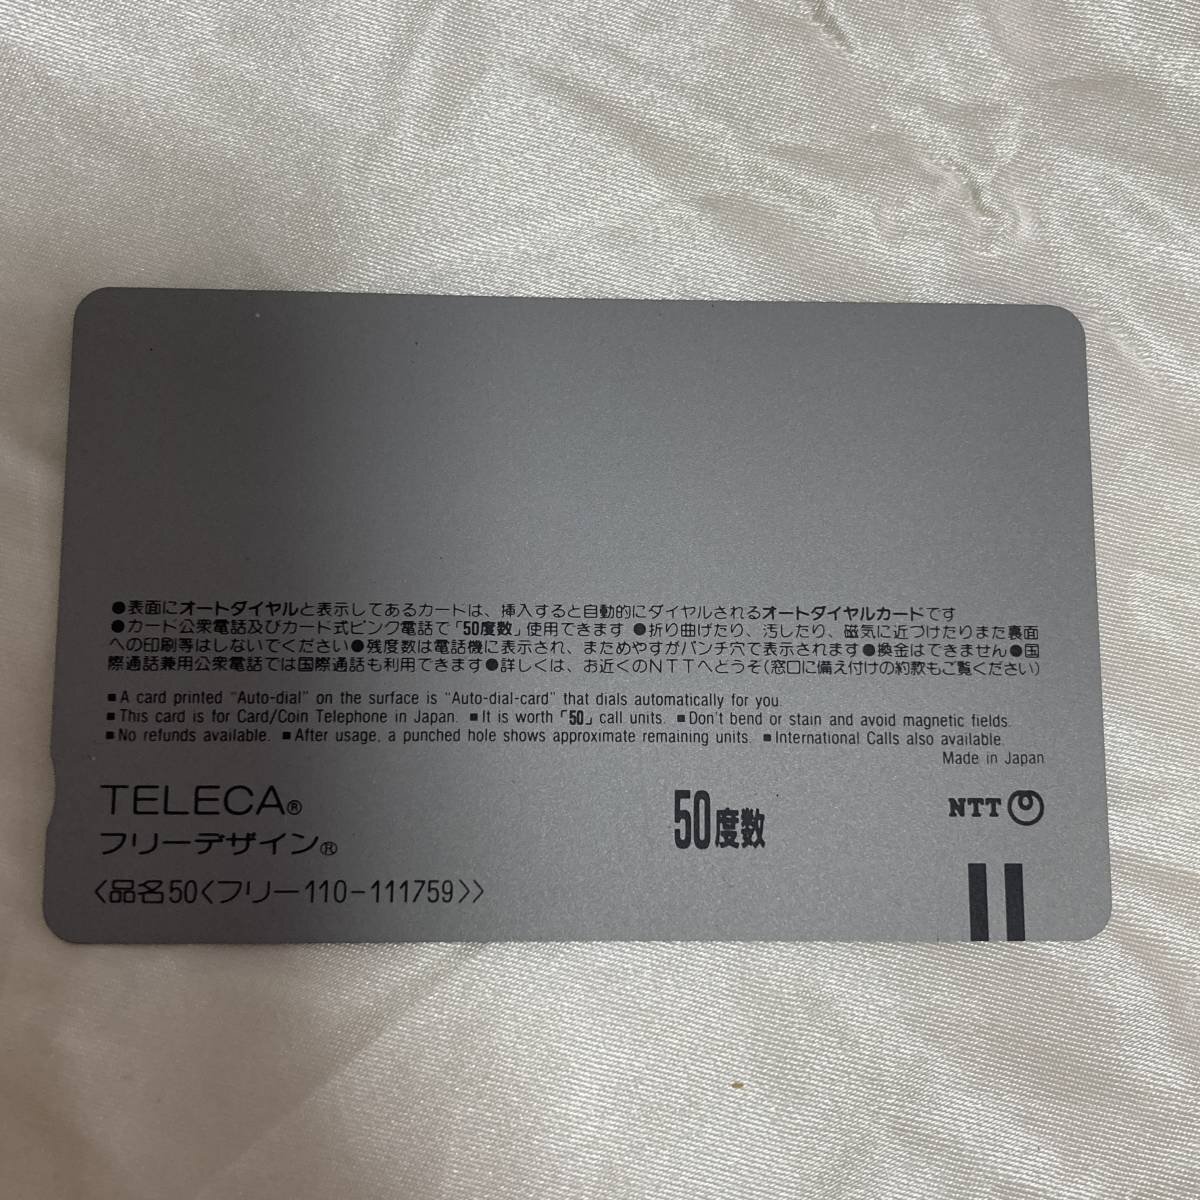 ●表面にオートダイヤルと表示してあるカードは、挿入すると自動的にダイヤルされるオートダイヤルカードです
●カード公衆電話及びカード式ピンク電話で「50度数」使用できます ●折り曲げたり、汚したり、磁気に近づけたりまた裏面
への印刷等はしないでください●残度数は電話機に表示され、まためやすがパンチ穴で表示されます●換金はできません●国
際通話兼用公衆電話では国際通話も利用できます●詳しくは、お近くのNTTへどうぞ(窓口に備え付けの約款もご覧ください)
■A card printed "Auto-dial" on the surface is "Auto-dial-card" that dials automatically for you.
■This card is for Card/Coin Telephone in Japan. ■It is worth「50」call units. ■Don't bend or stain and avoid magnetic fields.
■No refunds available. ■After usage, a punched hole shows approximate remaining units. ■International Calls also available.
Made in Japan
TELECA®
フリーデザイン®
50度数
NTT
〈品名50〈フリー110-111759〉〉